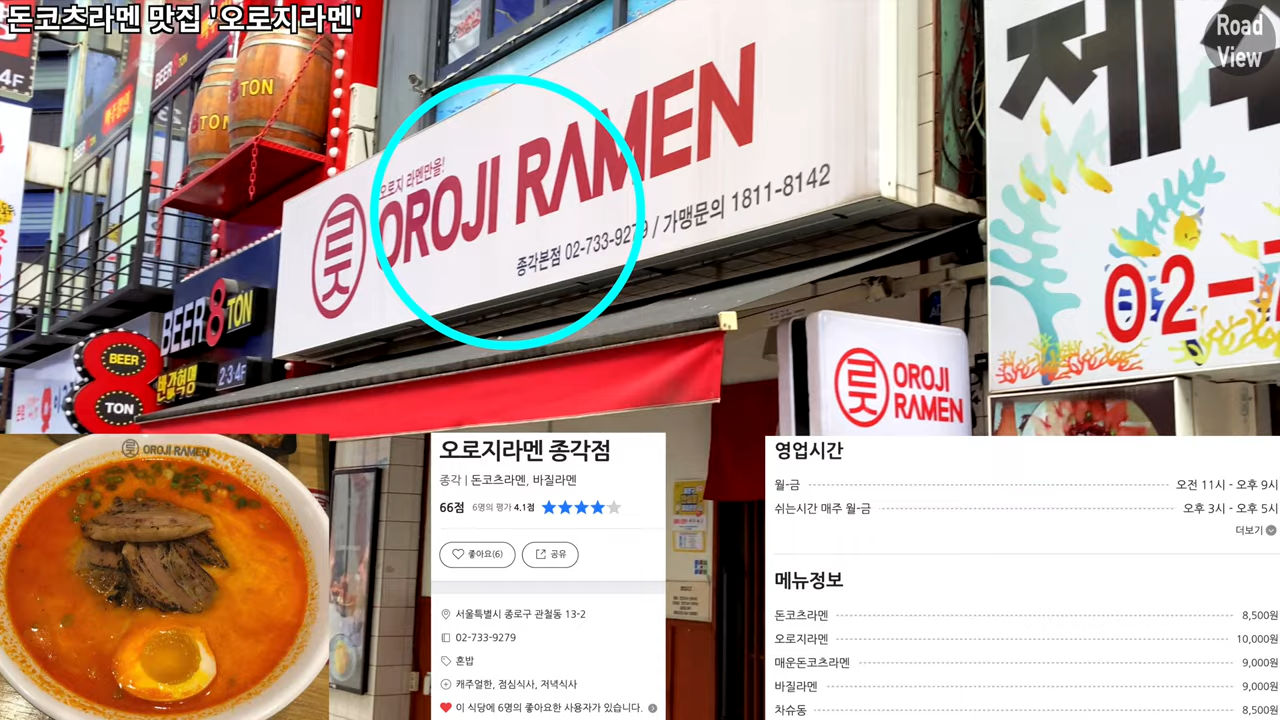 돈코츠라멘 맛집 '오로지라멘'
Road
View
4F
BEER 8 TON
TON
TON
오로지 라멘만을!
OROJI RAMEN
종각본점 02-733-9279 / 가맹문의 1811-8142
BEER 8 TON
2·3·4F
BEER
TON
OROJI
RAMEN
제
02-
OROJI RAMEN
오로지라멘 종각점
종각 | 돈코츠라멘, 바질라멘
66점 6명의 평가 4.1점
좋아요(6) 공유
서울특별시 종로구 관철동 13-2
02-733-9279
혼밥
캐주얼한, 점심식사, 저녁식사
이 식당에 6명의 좋아요한 사용자가 있습니다.
영업시간
월-금 오전 11시 - 오후 9시
쉬는시간 매주 월-금 오후 3시 - 오후 5시
더보기
메뉴정보
돈코츠라멘 8,500원
오로지라멘 10,000원
매운돈코츠라멘 9,000원
바질라멘 9,000원
차슈동 8,500원